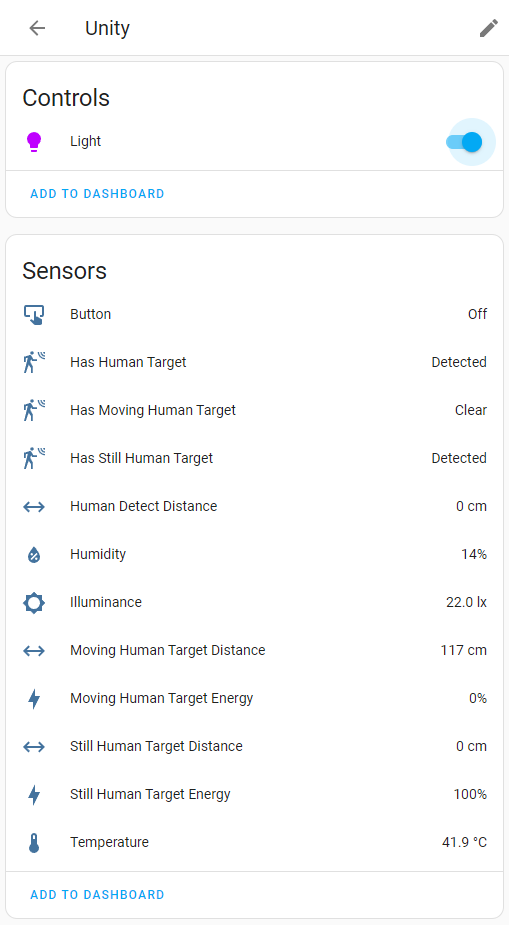 Unity
Controls
Light
ADD TO DASHBOARD
Sensors
Button Off
Has Human Target Detected
Has Moving Human Target Clear
Has Still Human Target Detected
Human Detect Distance 0 cm
Humidity 14%
Illuminance 22.0 lx
Moving Human Target Distance 117 cm
Moving Human Target Energy 0%
Still Human Target Distance 0 cm
Still Human Target Energy 100%
Temperature 41.9 °C
ADD TO DASHBOARD